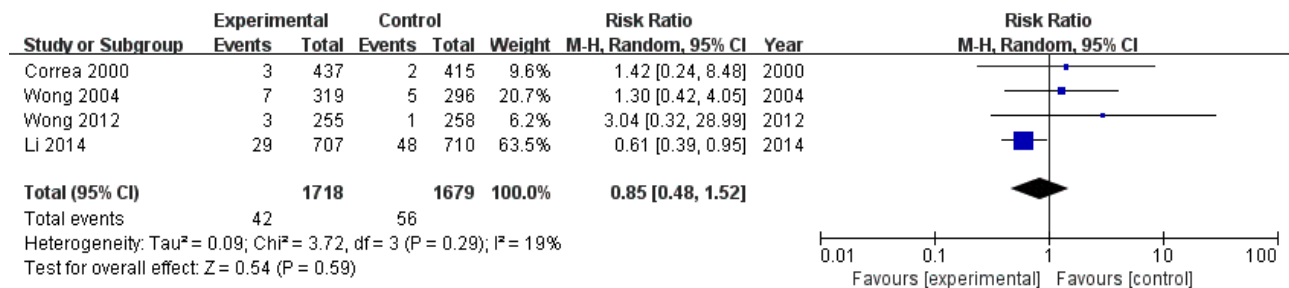 Experimental Control Risk Ratio Risk Ratio
Study or Subgroup Events Total Events Total Weight M-H, Random, 95% CI Year M-H, Random, 95% CI
Correa 2000 3 437 2 415 9.6% 1.42 [0.24, 8.48] 2000
Wong 2004 7 319 5 296 20.7% 1.30 [0.42, 4.05] 2004
Wong 2012 3 255 1 258 6.2% 3.04 [0.32, 28.99] 2012
Li 2014 29 707 48 710 63.5% 0.61 [0.39, 0.95] 2014
Total (95% CI) 1718 1679 100.0% 0.85 [0.48, 1.52]
Total events 42 56
Heterogeneity: Tau² = 0.09; Chi² = 3.72, df = 3 (P = 0.29); I² = 19%
Test for overall effect: Z = 0.54 (P = 0.59)
0.01 0.1 1 10 100
Favours [experimental] Favours [control]